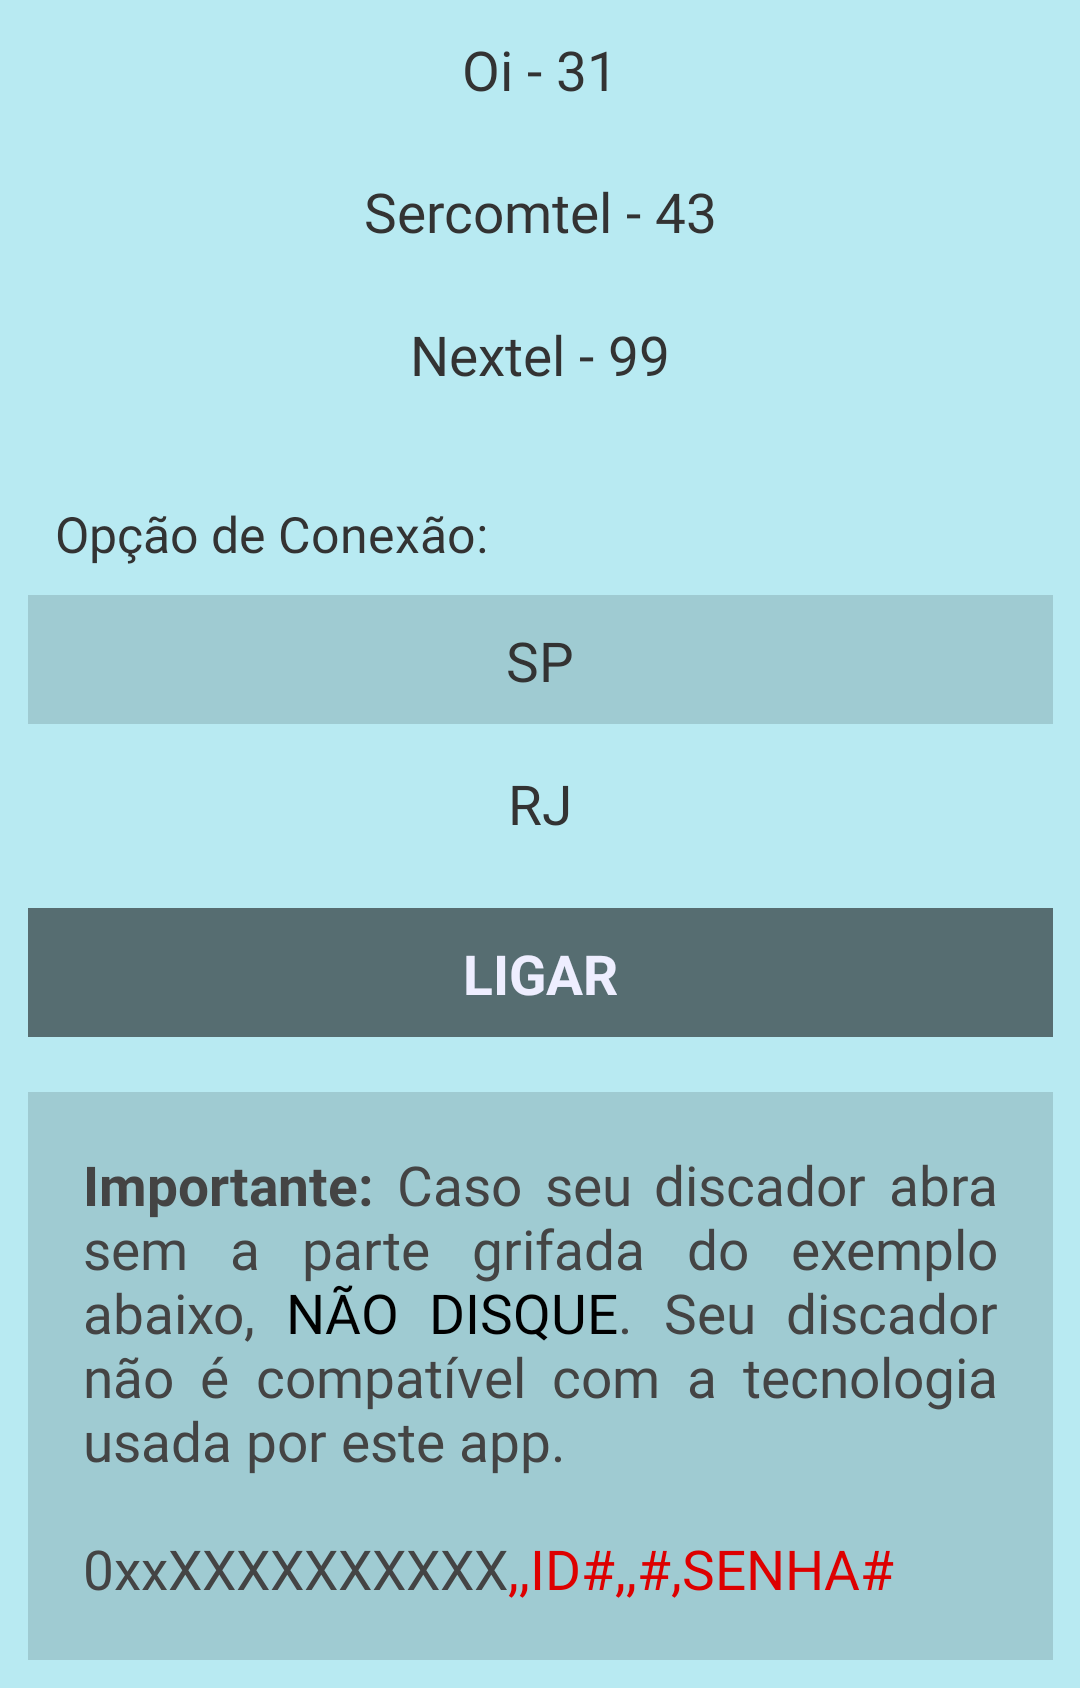 Oi - 31
Sercomtel - 43
Nextel - 99
Opção de Conexão:
SP
RJ
LIGAR
Importante: Caso seu discador abra
sem a parte grifada do exemplo
abaixo, NÃO DISQUE. Seu discador
não é compatível com a tecnologia
usada por este app.
0xxXXXXXXXXXX,,ID#,,#,SENHA#